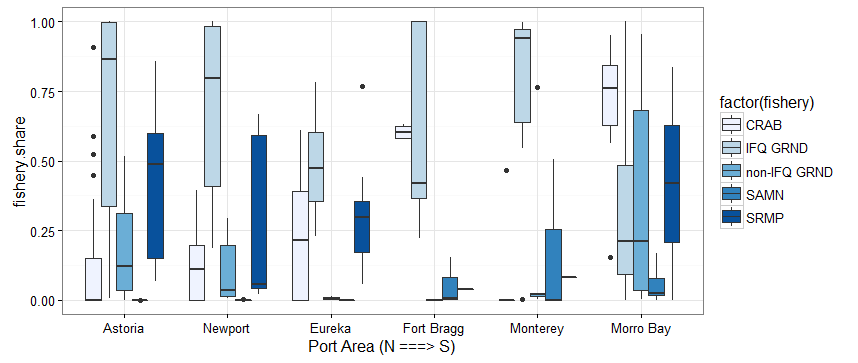 1.00
0.75
0.50
0.25
0.00
fishery.share
Astoria Newport Eureka Fort Bragg Monterey Morro Bay
Port Area (N ===> S)
factor(fishery)
CRAB
IFQ GRND
non-IFQ GRND
SAMN
SRMP